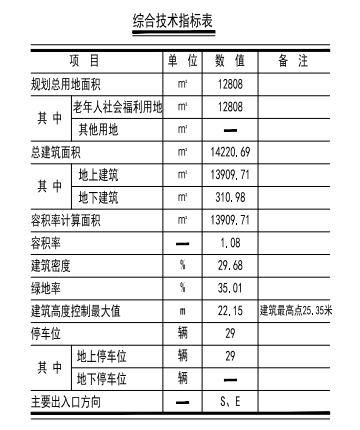 综合技术指标表
项 目 单 位 数 值 备 注
规划总用地面积 ㎡ 12808
其 中 老年人社会福利用地 ㎡ 12808
其他用地 ㎡ —
总建筑面积 ㎡ 14220.69
其 中 地上建筑 ㎡ 13909.71
地下建筑 ㎡ 310.98
容积率计算面积 ㎡ 13909.71
容积率 — 1.08
建筑密度 % 29.68
绿地率 % 35.01
建筑高度控制最大值 m 22.15 建筑最高点25.35米
停车位 辆 29
其 中 地上停车位 辆 29
地下停车位 辆 —
主要出入口方向 — S、E